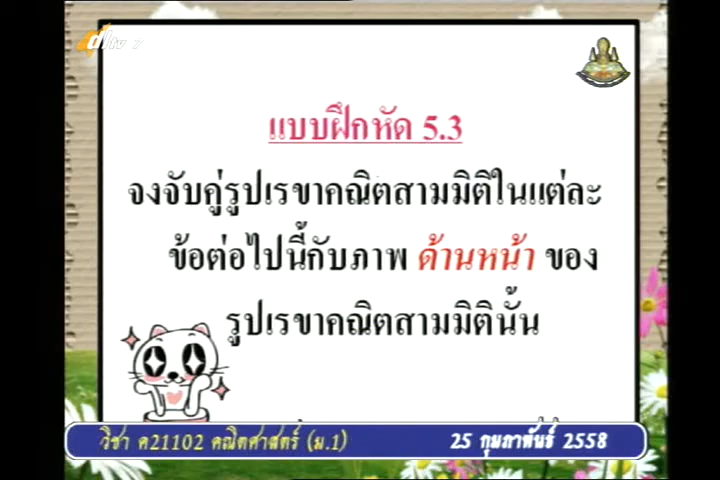 dltv 7
แบบฝึกหัด 5.3
จงจับคู่รูปเรขาคณิตสามมิติในแต่ละ
ข้อต่อไปนี้กับภาพ ด้านหน้า ของ
รูปเรขาคณิตสามมิตินั้น
วิชา ค21102 คณิตศาสตร์ (ม.1) 25 กุมภาพันธ์ 2558